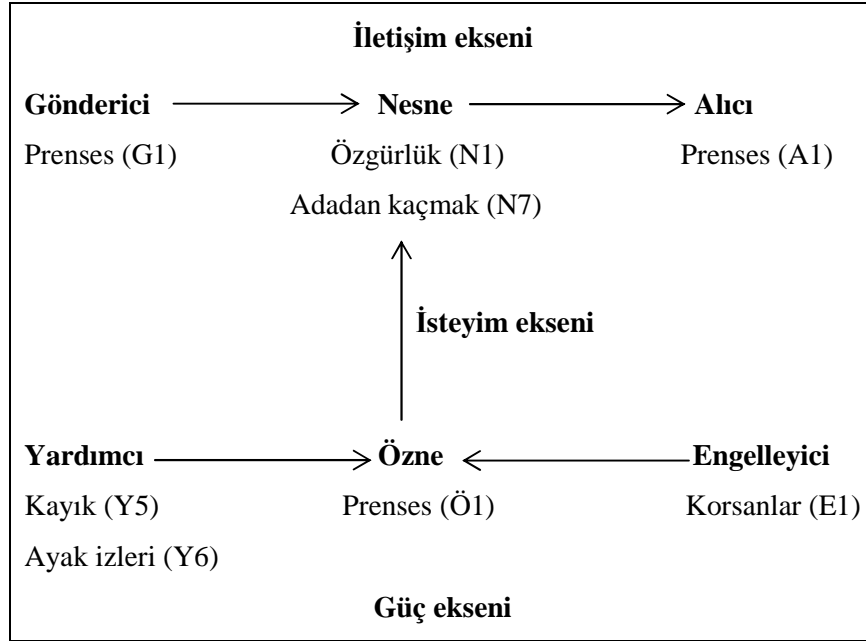 İletişim ekseni
Gönderici Nesne Alıcı
Prenses (G1) Özgürlük (N1) Prenses (A1)
Adadan kaçmak (N7)
İsteyim ekseni
Yardımcı Özne Engelleyici
Kayık (Y5) Prenses (Ö1) Korsanlar (E1)
Ayak izleri (Y6)
Güç ekseni